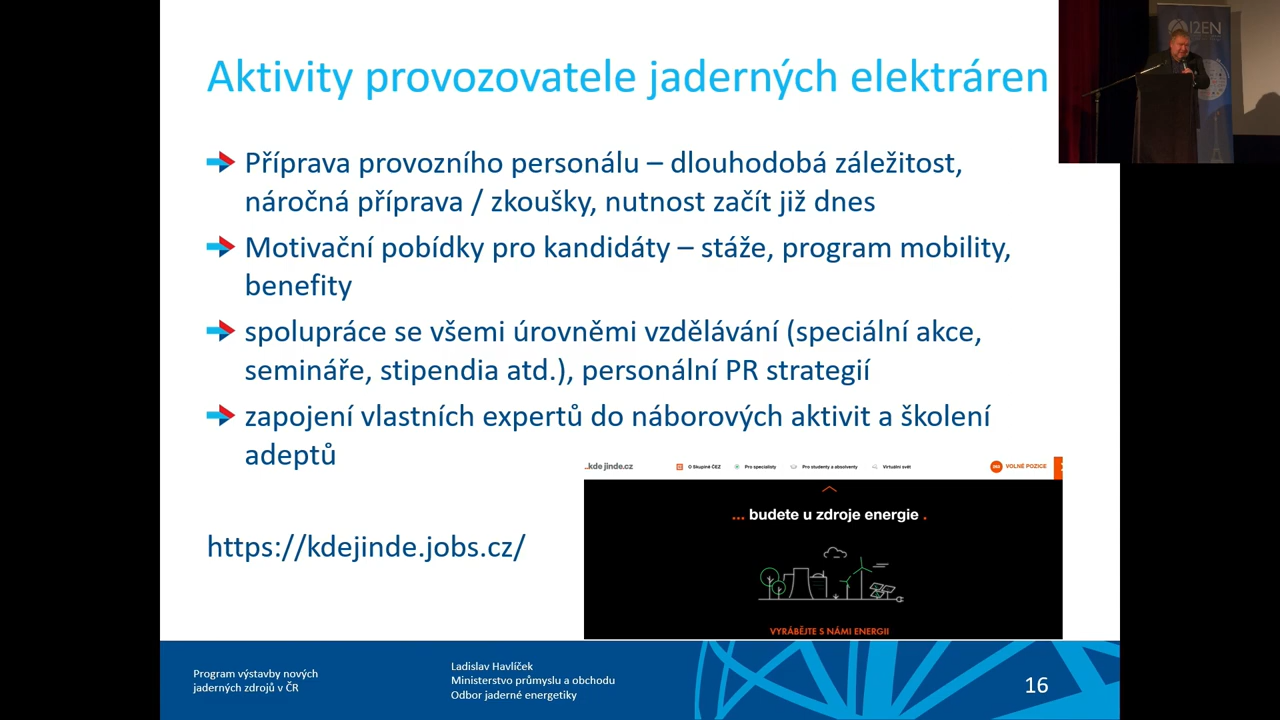 Aktivity provozovatele jaderných elektráren
Příprava provozního personálu – dlouhodobá záležitost,
náročná příprava / zkoušky, nutnost začít již dnes
Motivační pobídky pro kandidáty – stáže, program mobility,
benefity
spolupráce se všemi úrovněmi vzdělávání (speciální akce,
semináře, stipendia atd.), personální PR strategií
zapojení vlastních expertů do náborových aktivit a školení
adeptů
..kde jinde.cz
O Skupině ČEZ
Pro specialisty
Pro studenty a absolventy
Virtuální svět
VOLNÉ POZICE
... budete u zdroje energie .
VYRÁBĚJTE S NÁMI ENERGII
https://kdejinde.jobs.cz/
Program výstavby nových
jaderných zdrojů v ČR
Ladislav Havlíček
Ministerstvo průmyslu a obchodu
Odbor jaderné energetiky
16
I2EN